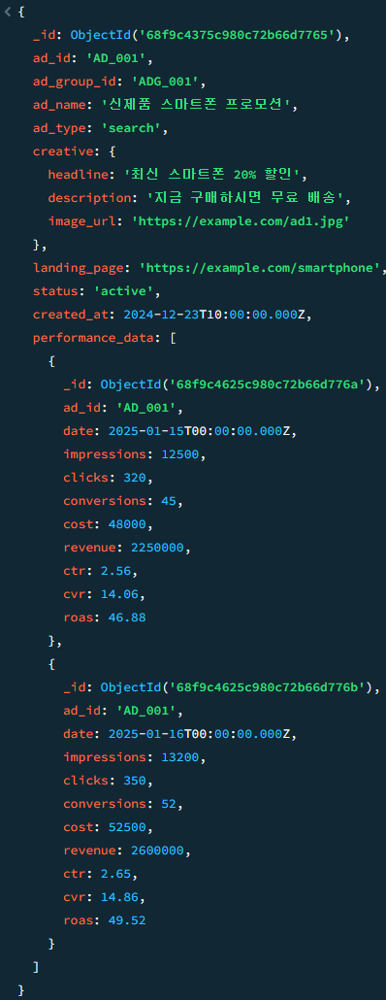 {
_id: ObjectId('68f9c4375c980c72b66d7765'),
ad_id: 'AD_001',
ad_group_id: 'ADG_001',
ad_name: '신제품 스마트폰 프로모션',
ad_type: 'search',
creative: {
headline: '최신 스마트폰 20% 할인',
description: '지금 구매하시면 무료 배송',
image_url: 'https://example.com/ad1.jpg'
},
landing_page: 'https://example.com/smartphone',
status: 'active',
created_at: 2024-12-23T10:00:00.000Z,
performance_data: [
{
_id: ObjectId('68f9c4625c980c72b66d776a'),
ad_id: 'AD_001',
date: 2025-01-15T00:00:00.000Z,
impressions: 12500,
clicks: 320,
conversions: 45,
cost: 48000,
revenue: 2250000,
ctr: 2.56,
cvr: 14.06,
roas: 46.88
},
{
_id: ObjectId('68f9c4625c980c72b66d776b'),
ad_id: 'AD_001',
date: 2025-01-16T00:00:00.000Z,
impressions: 13200,
clicks: 350,
conversions: 52,
cost: 52500,
revenue: 2600000,
ctr: 2.65,
cvr: 14.86,
roas: 49.52
}
]
}